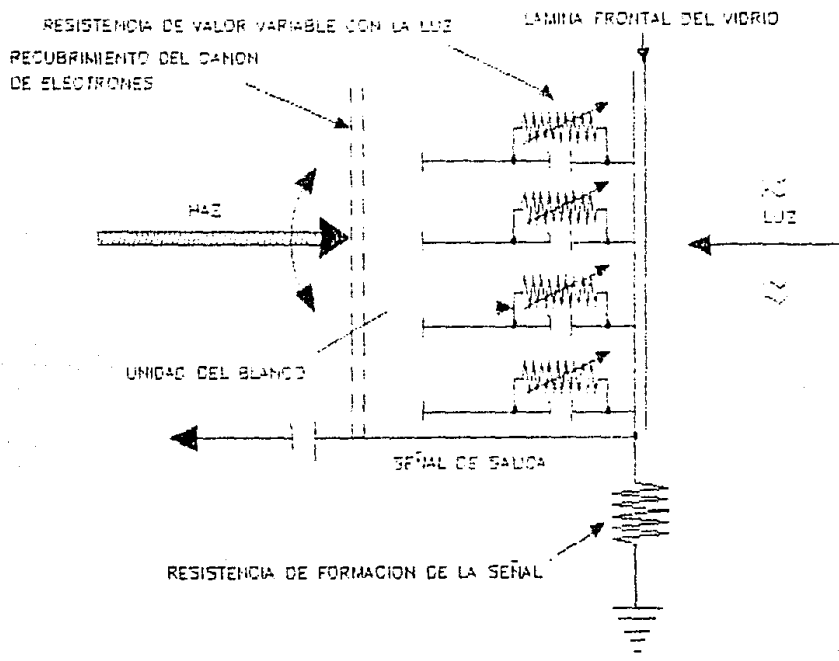 RESISTENCIA DE VALOR VARIABLE CON LA LUZ
LAMINA FRONTAL DEL VIDRIO
RECUBRIMIENTO DEL CANON
DE ELECTRONES
HAZ
LUZ
UNIDAD DEL BLANCO
SEÑAL DE SALIDA
RESISTENCIA DE FORMACION DE LA SEÑAL